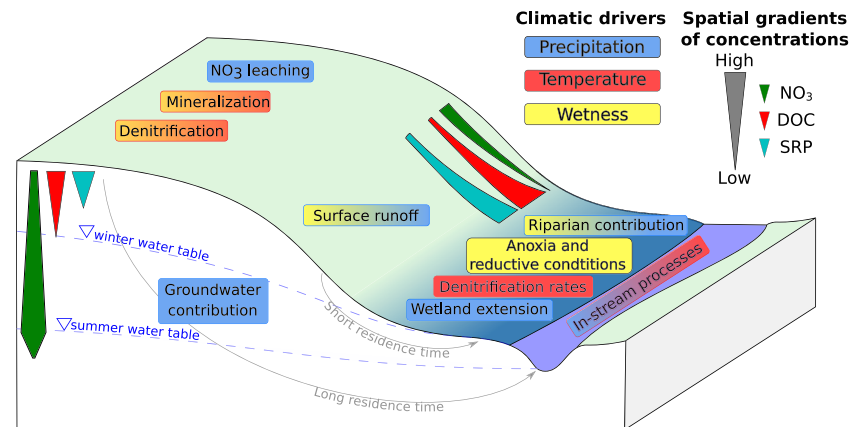 Climatic drivers
Precipitation
Temperature
Wetness
Spatial gradients
of concentrations
High
Low
NO₃
DOC
SRP
NO3 leaching
Mineralization
Denitrification
Surface runoff
Riparian contribution
Anoxia and
reductive condtitions
Denitrification rates
Wetland extension
In-stream processes
winter water table
Groundwater
contribution
summer water table
Short residence time
Long residence time